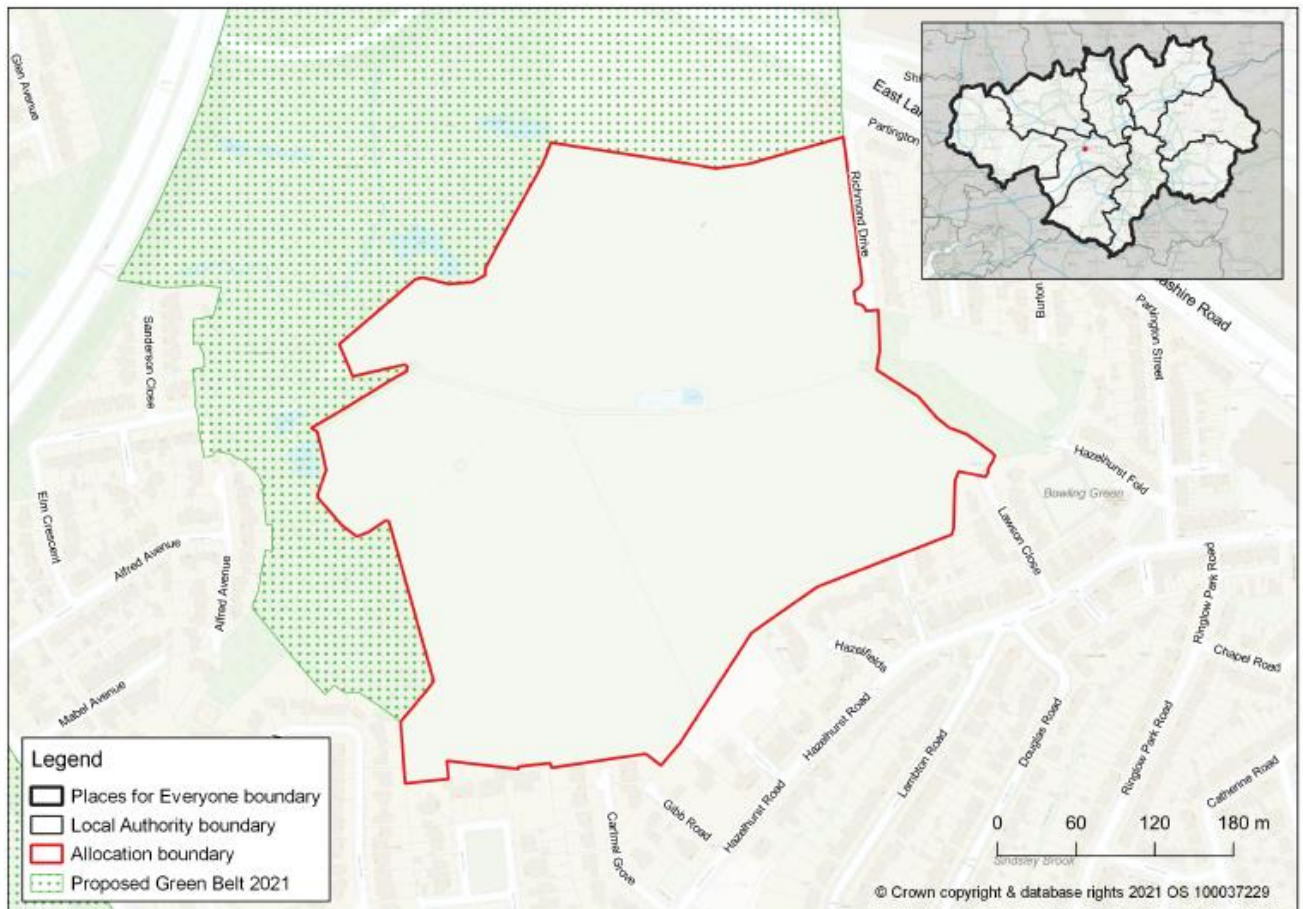 Glen Avenue
Shi
East La
Partington
ashire Road
Richmond Drive
Burton
Partington Street
Sanderson Close
Hazelhurst Fold
Bowling Green
Elm Crescent
Alfred Avenue
Alfred Avenue
Lawson Close
Ringlow Park Road
Hazelfields
Chapel Road
Mabel Avenue
Hazelhurst Road
Lambton Road
Douglas Road
Ringlow Park Road
Catherine Road
Gibb Road
Hazelhurst Road
Cartmel Grove
Legend
Places for Everyone boundary
Local Authority boundary
Allocation boundary
Proposed Green Belt 2021
0 60 120 180 m
Sindsley Brook
© Crown copyright & database rights 2021 OS 100037229